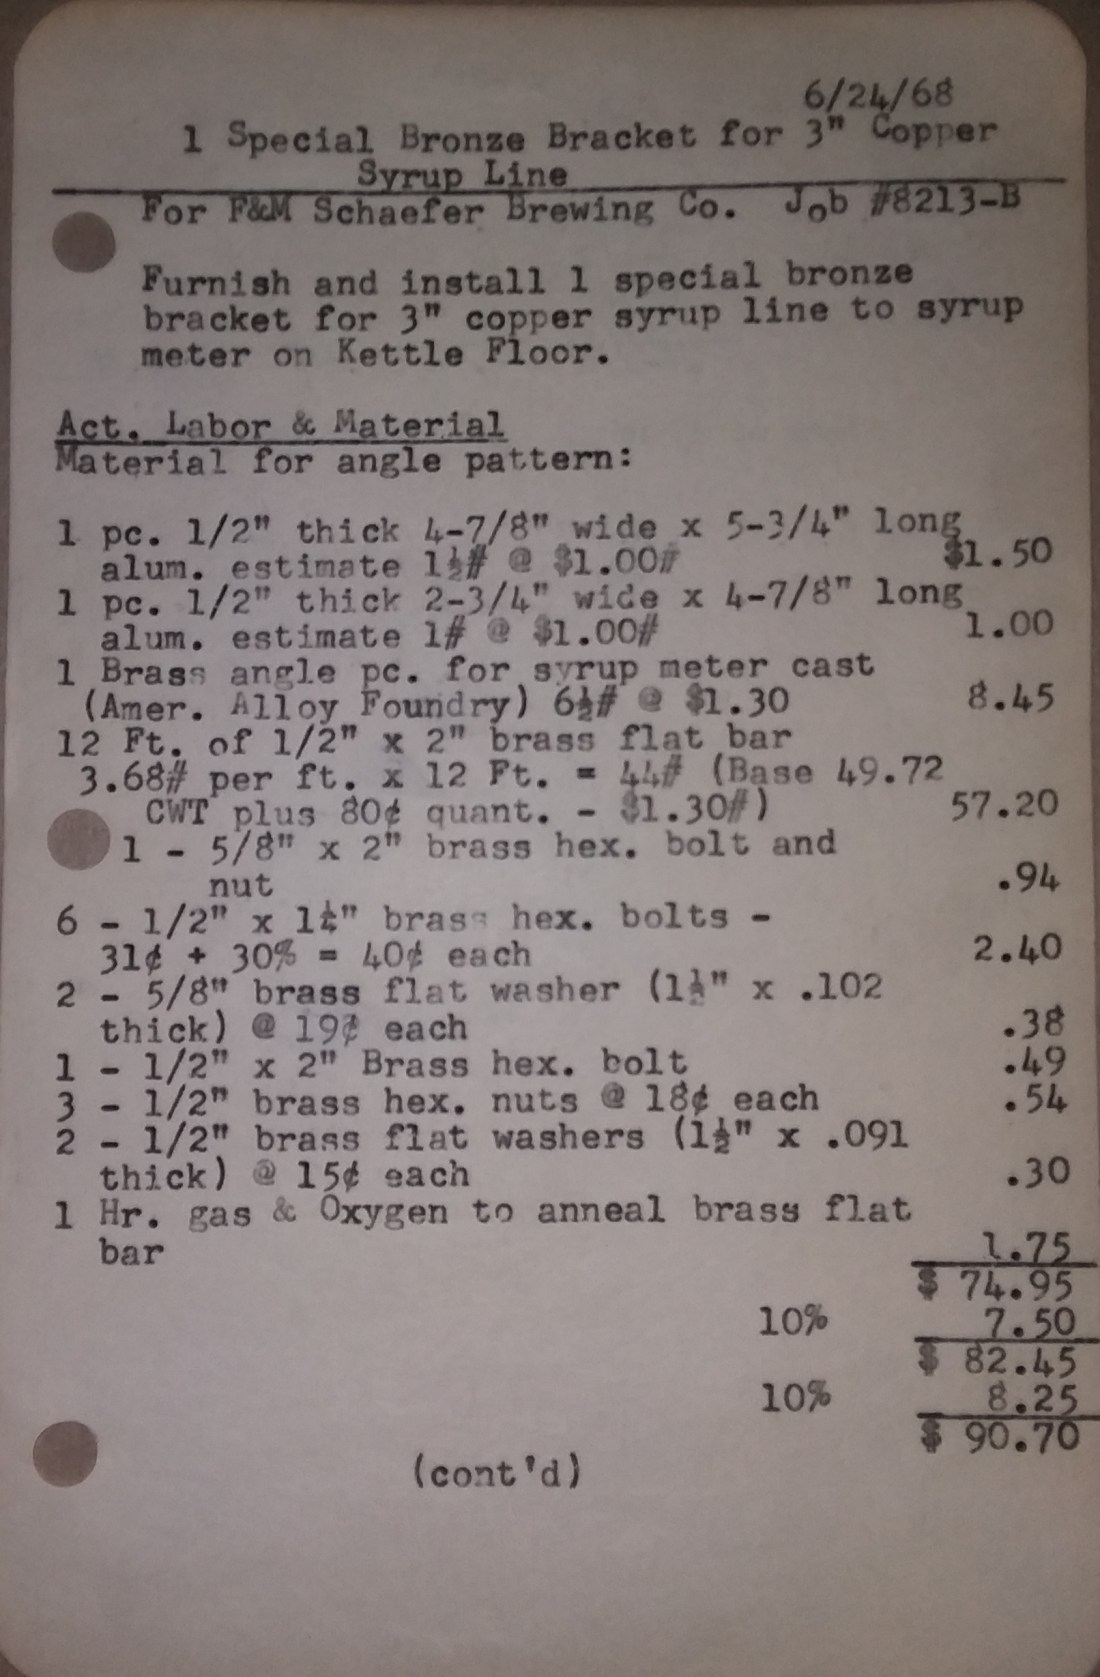 6/24/68
1 Special Bronze Bracket for 3" Copper
Syrup Line
For F&M Schaefer Brewing Co. Job #8213-B
Furnish and install 1 special bronze
bracket for 3" copper syrup line to syrup
meter on Kettle Floor.
Act. Labor & Material
Material for angle pattern:
1 pc. 1/2" thick 4-7/8" wide x 5-3/4" long
alum. estimate 1½# @ $1.00# $1.50
1 pc. 1/2" thick 2-3/4" wide x 4-7/8" long
alum. estimate 1# @ $1.00# 1.00
1 Brass angle pc. for syrup meter cast
(Amer. Alloy Foundry) 6½# @ $1.30 8.45
12 Ft. of 1/2" x 2" brass flat bar
3.68# per ft. x 12 Ft. = 44# (Base 49.72
CWT plus 80¢ quant. - $1.30#) 57.20
1 - 5/8" x 2" brass hex. bolt and
nut .94
6 - 1/2" x 1¼" brass hex. bolts -
31¢ + 30% = 40¢ each 2.40
2 - 5/8" brass flat washer (1½" x .102
thick) @ 19¢ each .38
1 - 1/2" x 2" Brass hex. bolt .49
3 - 1/2" brass hex. nuts @ 18¢ each .54
2 - 1/2" brass flat washers (1½" x .091
thick) @ 15¢ each .30
1 Hr. gas & Oxygen to anneal brass flat
bar 1.75
$ 74.95
10% 7.50
$ 82.45
10% 8.25
$ 90.70
(cont'd)